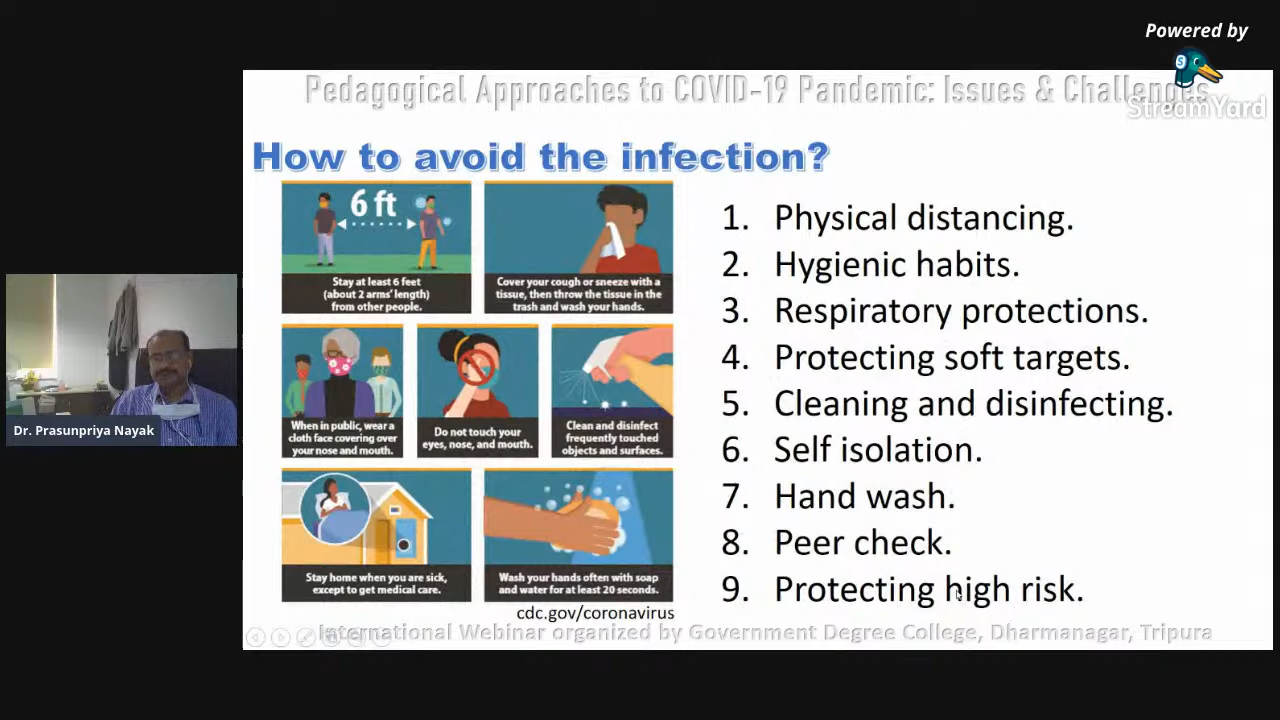 Powered by
StreamYard
Pedagogical Approaches to COVID-19 Pandemic: Issues & Challenges
How to avoid the infection?
6 ft
Stay at least 6 feet
(about 2 arms' length)
from other people.
Cover your cough or sneeze with a
tissue, then throw the tissue in the
trash and wash your hands.
When in public, wear a
cloth face covering over
your nose and mouth.
Do not touch your
eyes, nose, and mouth.
Clean and disinfect
frequently touched
objects and surfaces.
Stay home when you are sick,
except to get medical care.
Wash your hands often with soap
and water for at least 20 seconds.
cdc.gov/coronavirus
1. Physical distancing.
2. Hygienic habits.
3. Respiratory protections.
4. Protecting soft targets.
5. Cleaning and disinfecting.
6. Self isolation.
7. Hand wash.
8. Peer check.
9. Protecting high risk.
International Webinar organized by Government Degree College, Dharmanagar, Tripura
Dr. Prasunpriya Nayak